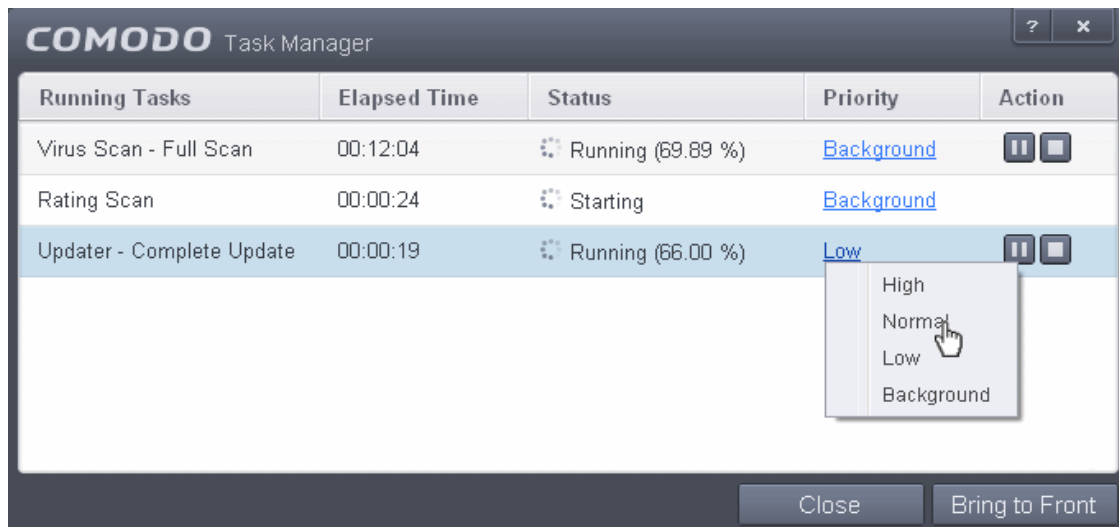 COMODO Task Manager ? ×
Running Tasks Elapsed Time Status Priority Action
Virus Scan - Full Scan 00:12:04 Running (69.89 %) Background
Rating Scan 00:00:24 Starting Background
Updater - Complete Update 00:00:19 Running (66.00 %) Low
High
Normal
Low
Background
Close Bring to Front